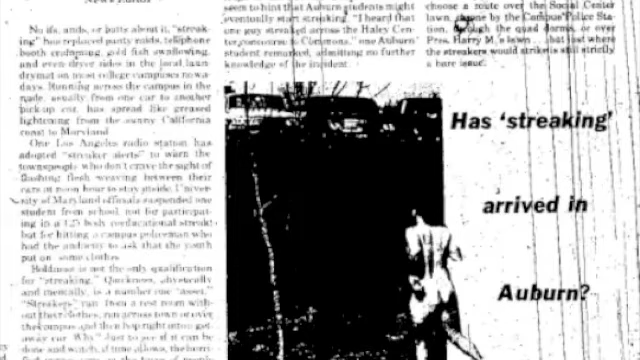 News Editor
No ifs, ands, or butts about it, "streak-
ing" has replaced panty raids, telephone
booth cramming, gold fish swallowing,
and even drier rides in the local laun-
drymat on most college campuses nowa-
days. Running across the campus in the
nude, usually from one car to another
pick-up car, has spread like greased
lightening from the sunny California
coast to Maryland.
One Los Angeles radio station has
adopted "streaker alerts" to warn the
townspeople who don't crave the sight of
flashing flesh weaving between their
cars at noon hour to stay inside. Univer-
sity of Maryland officials suspended one
student from school, not for participat-
ing in a 125 body coeducational streak
but for hitting a campus policeman who
had the audacity to ask that the youth
put on some clothes.
Boldness is not the only qualification
for "streaking." Quickness, physically
and mentally, is a number one "asset."
"Streakers" run from a rest room with-
out their clothes, run across town or over
the campus and then hop right into a get-
away car. Why? Just to see if it can be
done and watch, if time allows, the
seem to hint that Auburn students might
eventually start streaking. "I heard that
one guy streaked across the Haley Cen-
ter concourse to Commons," one Auburn
student remarked, admitting no further
knowledge of the incident.
choose a route over the Social Center
lawn, by the Campus Police Sta-
tion, through the quad dorms, or over
Pres. Harry M.'s lawn but just where
the streakers would strike is still strictly
a bare issue.
Has 'streaking'
arrived in
Auburn?